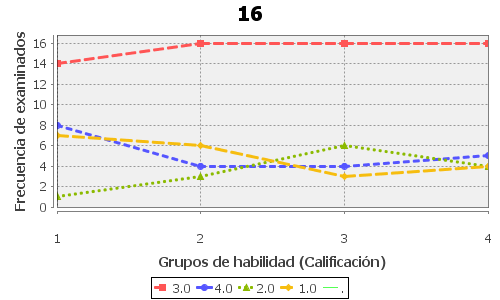 16
Frecuencia de examinados
16
14
12
10
8
6
4
2
0
1 2 3 4
Grupos de habilidad (Calificación)
3.0 4.0 2.0 1.0 .